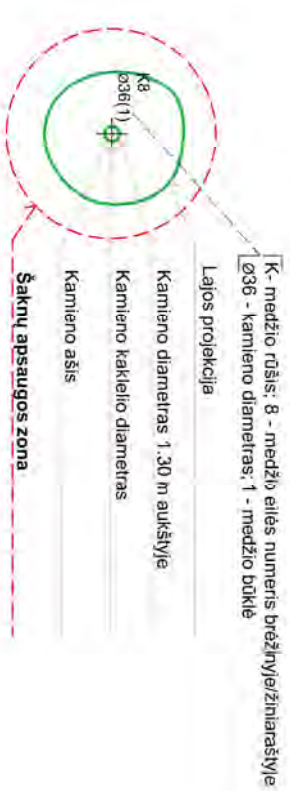 K- medžio rūšis; 8 - medžio eilės numeris brėžinyje/žiniaraštyje
ø36 - kamieno diametras; 1 - medžio būklė
K8
ø36(1)
Lajos projekcija
Kamieno diametras 1.30 m aukštyje
Kamieno kaklelio diametras
Kamieno ašis
Šaknų apsaugos zona